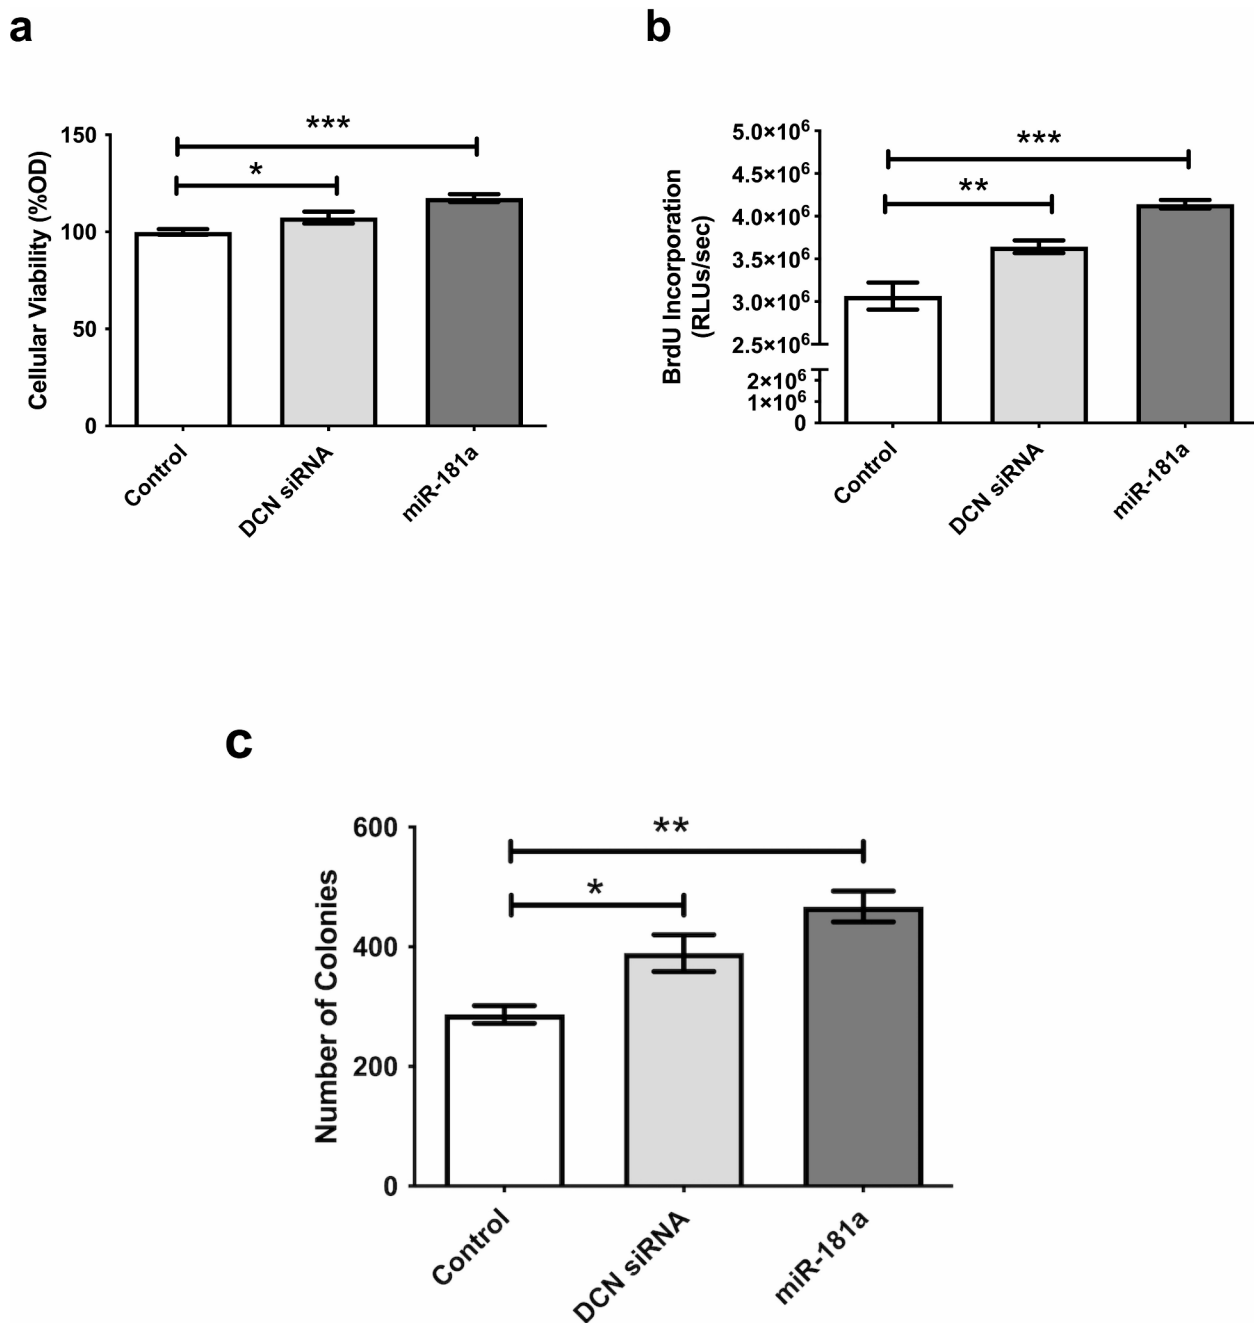 a
Cellular Viability (%OD)
150
100
50
0
***
*
Control
DCN siRNA
miR-181a
b
BrdU Incorporation
(RLUs/sec)
5.0×10⁶
4.5×10⁶
4.0×10⁶
3.5×10⁶
3.0×10⁶
2.5×10⁶
2×10⁶
1×10⁶
0
***
**
Control
DCN siRNA
miR-181a
c
Number of Colonies
600
400
200
0
**
*
Control
DCN siRNA
miR-181a